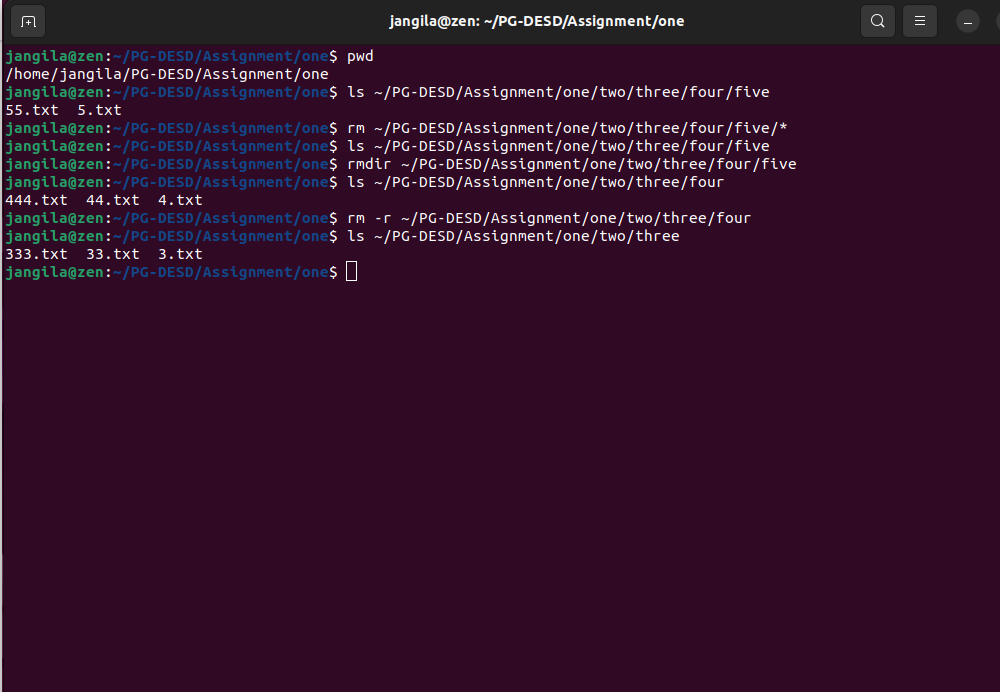 jangila@zen: ~/PG-DESD/Assignment/one
jangila@zen:~/PG-DESD/Assignment/one$ pwd
/home/jangila/PG-DESD/Assignment/one
jangila@zen:~/PG-DESD/Assignment/one$ ls ~/PG-DESD/Assignment/one/two/three/four/five
55.txt  5.txt
jangila@zen:~/PG-DESD/Assignment/one$ rm ~/PG-DESD/Assignment/one/two/three/four/five/*
jangila@zen:~/PG-DESD/Assignment/one$ ls ~/PG-DESD/Assignment/one/two/three/four/five
jangila@zen:~/PG-DESD/Assignment/one$ rmdir ~/PG-DESD/Assignment/one/two/three/four/five
jangila@zen:~/PG-DESD/Assignment/one$ ls ~/PG-DESD/Assignment/one/two/three/four
444.txt  44.txt  4.txt
jangila@zen:~/PG-DESD/Assignment/one$ rm -r ~/PG-DESD/Assignment/one/two/three/four
jangila@zen:~/PG-DESD/Assignment/one$ ls ~/PG-DESD/Assignment/one/two/three
333.txt  33.txt  3.txt
jangila@zen:~/PG-DESD/Assignment/one$